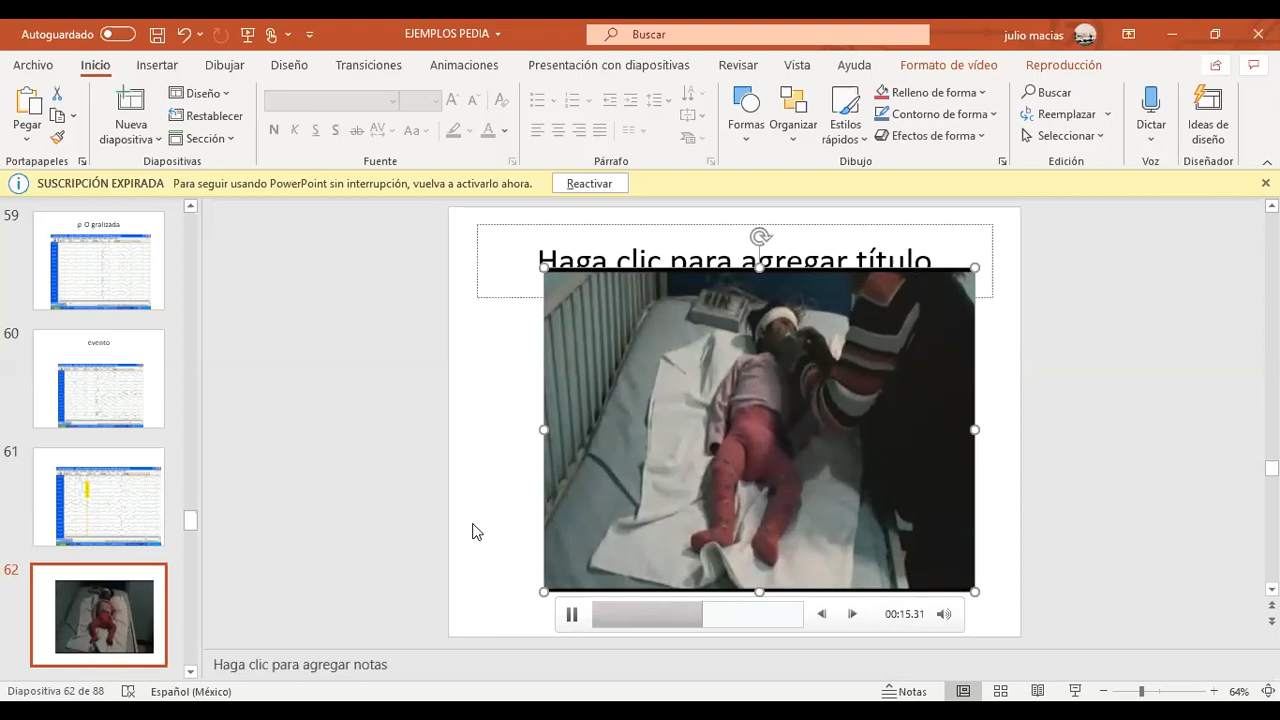 Autoguardado
EJEMPLOS PEDIA
Buscar
julio macias
Archivo
Inicio
Insertar
Dibujar
Diseño
Transiciones
Animaciones
Presentación con diapositivas
Revisar
Vista
Ayuda
Formato de vídeo
Reproducción
Pegar
Nueva
diapositiva
Diseño
Restablecer
Sección
N K S S ab AV Aa A
Formas
Organizar
Estilos
rápidos
Relleno de forma
Contorno de forma
Efectos de forma
Buscar
Reemplazar
Seleccionar
Dictar
Ideas de
diseño
Portapapeles
Diapositivas
Fuente
Párrafo
Dibujo
Edición
Voz
Diseñador
SUSCRIPCIÓN EXPIRADA Para seguir usando PowerPoint sin interrupción, vuelva a activarlo ahora.
Reactivar
59
p O gralizada
60
evento
61
62
Haga clic para agregar título
00:15.31
Haga clic para agregar notas
Diapositiva 62 de 88
Español (México)
Notas
64%